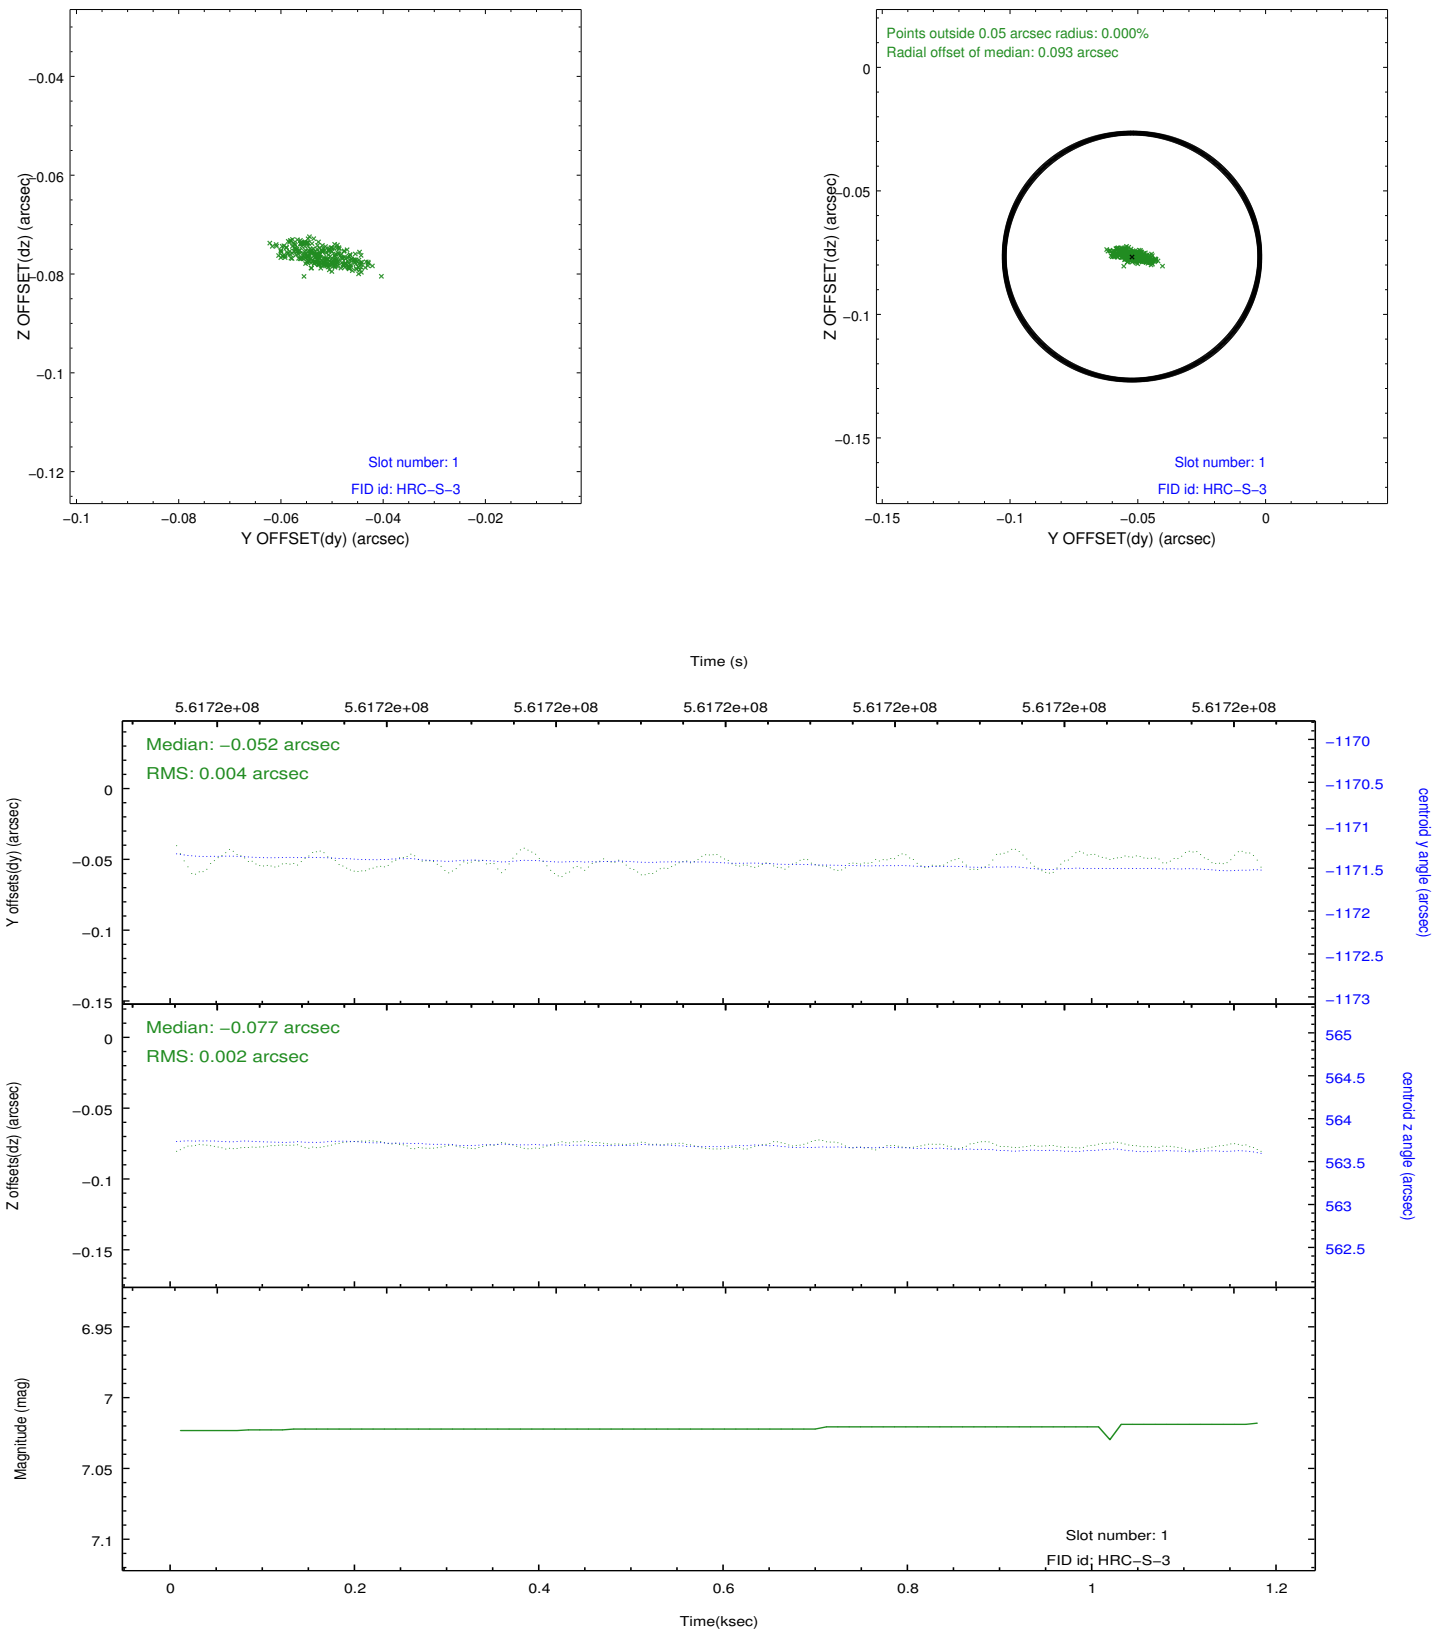 −0.04
−0.06
−0.08
−0.1
−0.12
Z OFFSET(dz) (arcsec)
Slot number: 1
FID id: HRC−S−3
−0.1
−0.08
−0.06
−0.04
−0.02
Y OFFSET(dy) (arcsec)
Points outside 0.05 arcsec radius: 0.000%
Radial offset of median: 0.093 arcsec
0
−0.05
−0.1
−0.15
Z OFFSET(dz) (arcsec)
Slot number: 1
FID id: HRC−S−3
−0.15
−0.1
−0.05
0
Y OFFSET(dy) (arcsec)
Time (s)
5.6172e+08
5.6172e+08
5.6172e+08
5.6172e+08
5.6172e+08
5.6172e+08
5.6172e+08
Median: −0.052 arcsec
RMS: 0.004 arcsec
0
−0.05
−0.1
−0.15
Y offsets(dy) (arcsec)
−1170
−1170.5
−1171
−1171.5
−1172
−1172.5
−1173
centroid y angle (arcsec)
Median: −0.077 arcsec
RMS: 0.002 arcsec
0
−0.05
−0.1
−0.15
Z offsets(dz) (arcsec)
565
564.5
564
563.5
563
562.5
centroid z angle (arcsec)
6.95
7
7.05
7.1
Magnitude (mag)
Slot number: 1
FID id: HRC−S−3
0
0.2
0.4
0.6
0.8
1
1.2
Time(ksec)